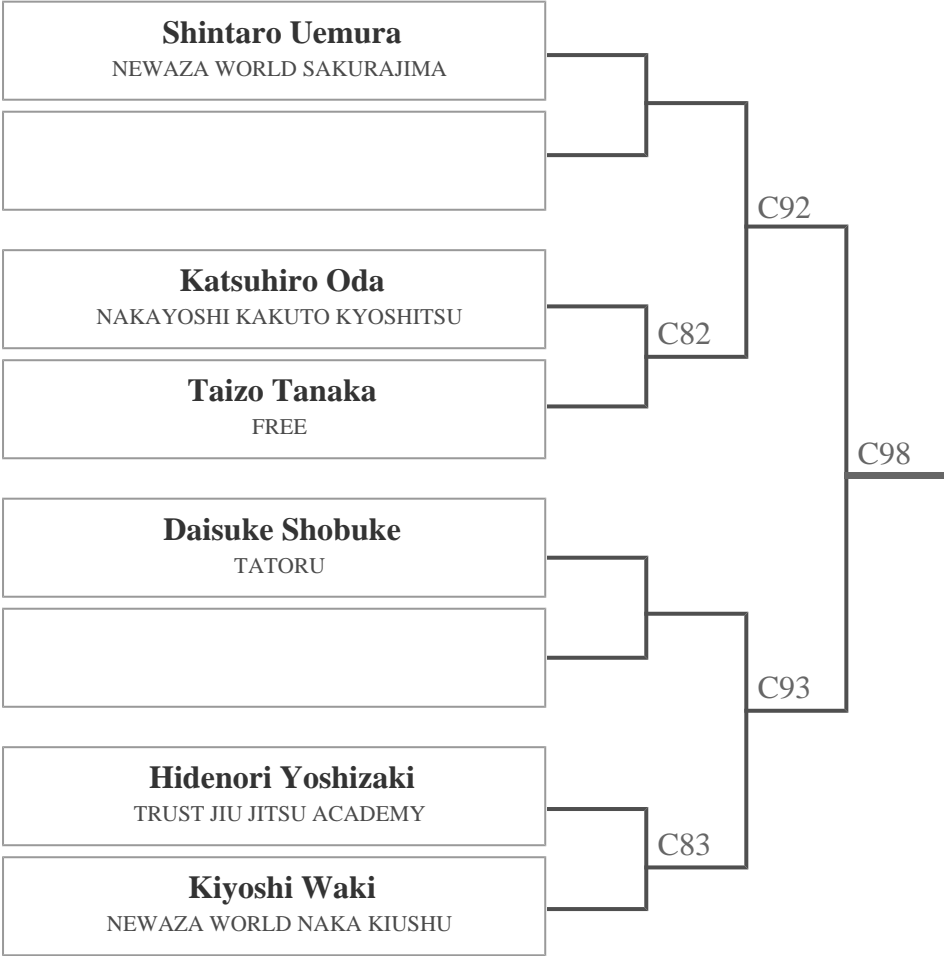 Shintaro Uemura
NEWAZA WORLD SAKURAJIMA
C92
Katsuhiro Oda
NAKAYOSHI KAKUTO KYOSHITSU
C82
Taizo Tanaka
FREE
C98
Daisuke Shobuke
TATORU
C93
Hidenori Yoshizaki
TRUST JIU JITSU ACADEMY
C83
Kiyoshi Waki
NEWAZA WORLD NAKA KIUSHU